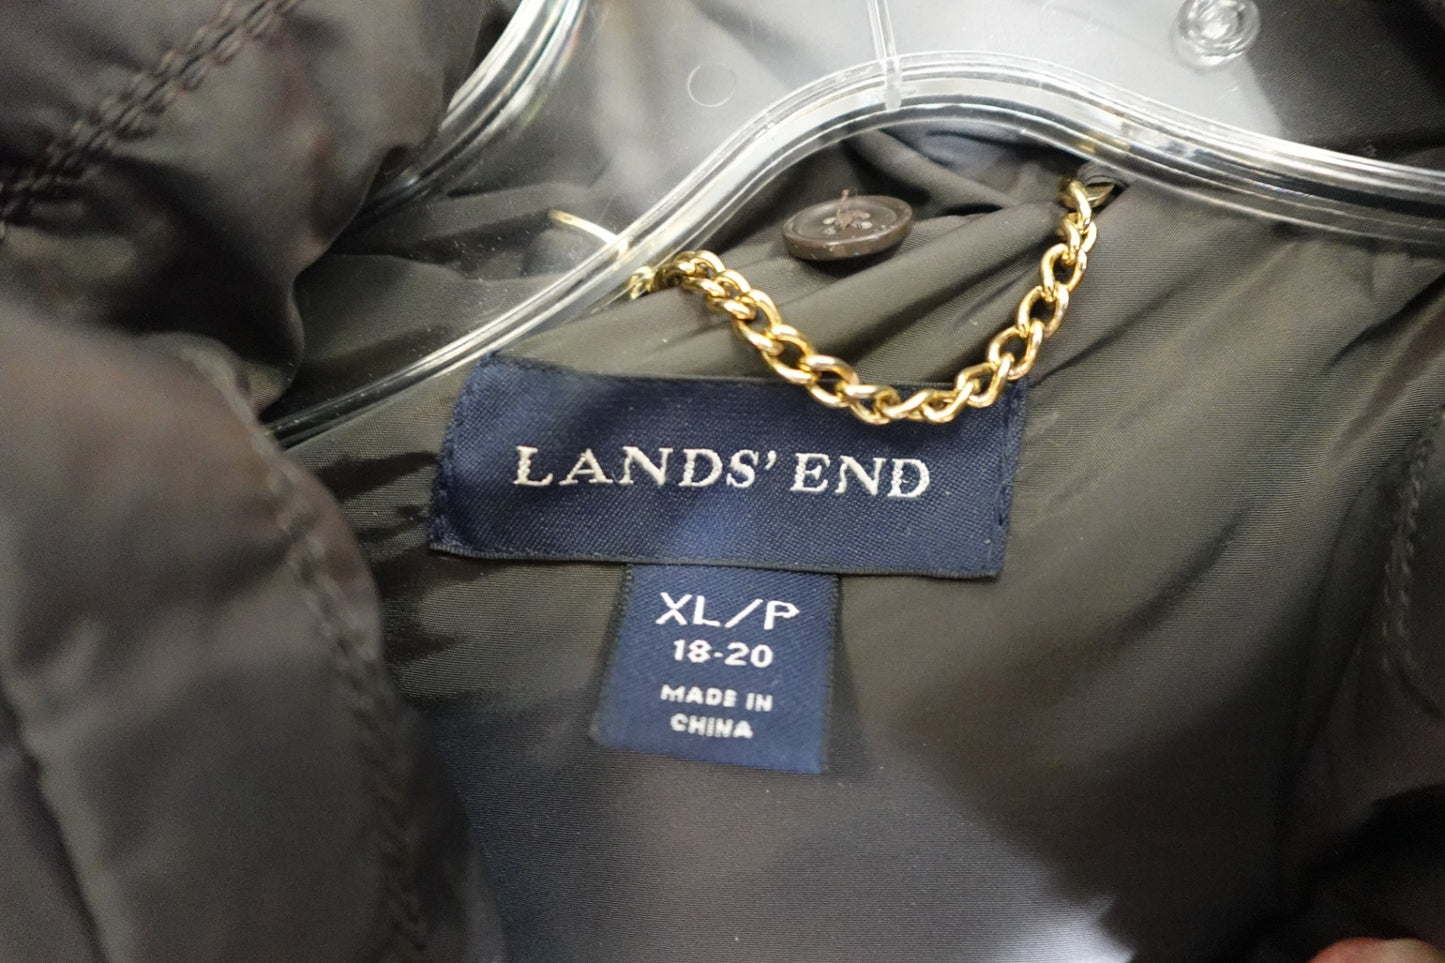 LANDS' END
XL/P
18-20
MADE IN
CHINA